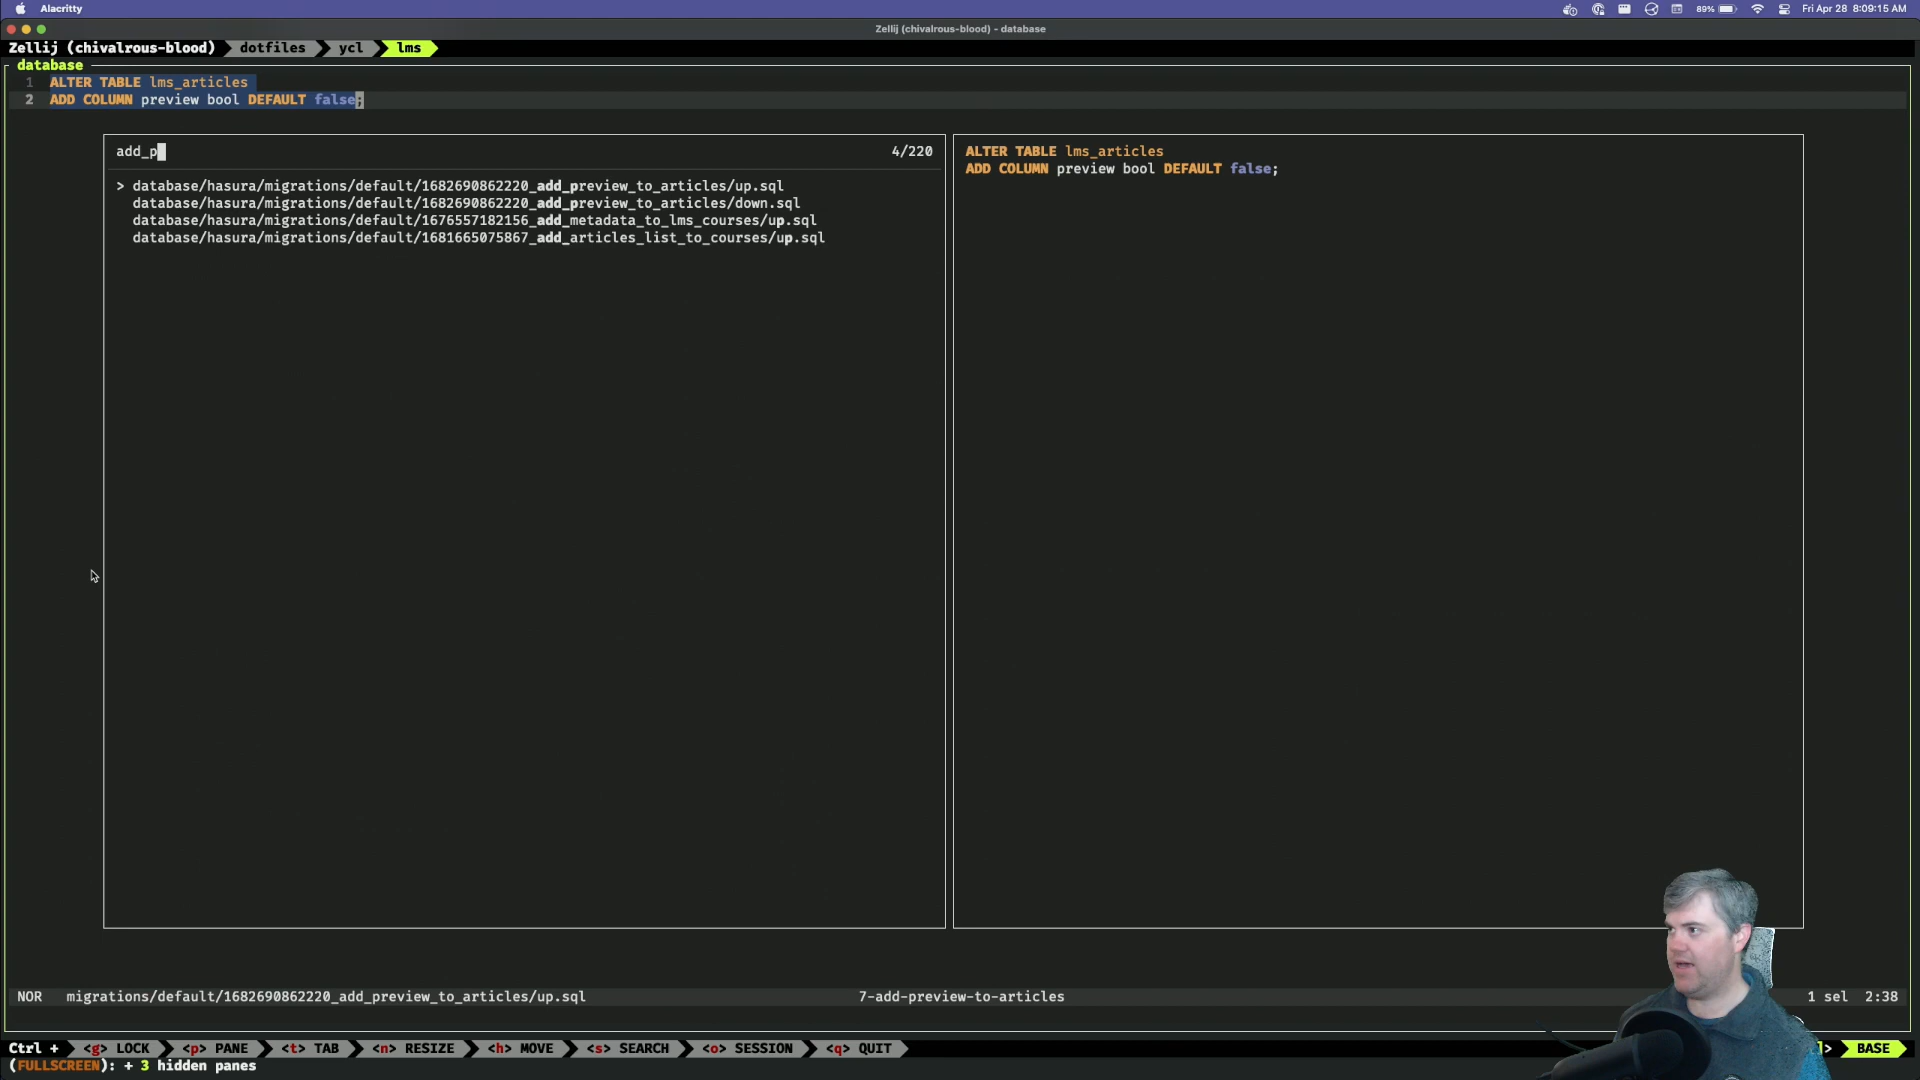 Alacritty
89%
Fri Apr 28 8:09:15 AM
Zellij (chivalrous-blood) - database
Zellij (chivalrous-blood) dotfiles ycl lms
database
1 ALTER TABLE lms_articles
2 ADD COLUMN preview bool DEFAULT false;
add_p 4/220
> database/hasura/migrations/default/1682690862220_add_preview_to_articles/up.sql
database/hasura/migrations/default/1682690862220_add_preview_to_articles/down.sql
database/hasura/migrations/default/1676557182156_add_metadata_to_lms_courses/up.sql
database/hasura/migrations/default/1681665075867_add_articles_list_to_courses/up.sql
ALTER TABLE lms_articles
ADD COLUMN preview bool DEFAULT false;
NOR migrations/default/1682690862220_add_preview_to_articles/up.sql 7-add-preview-to-articles 1 sel 2:38
Ctrl + <g> LOCK <p> PANE <t> TAB <n> RESIZE <h> MOVE <s> SEARCH <o> SESSION <q> QUIT BASE
(FULLSCREEN): + 3 hidden panes